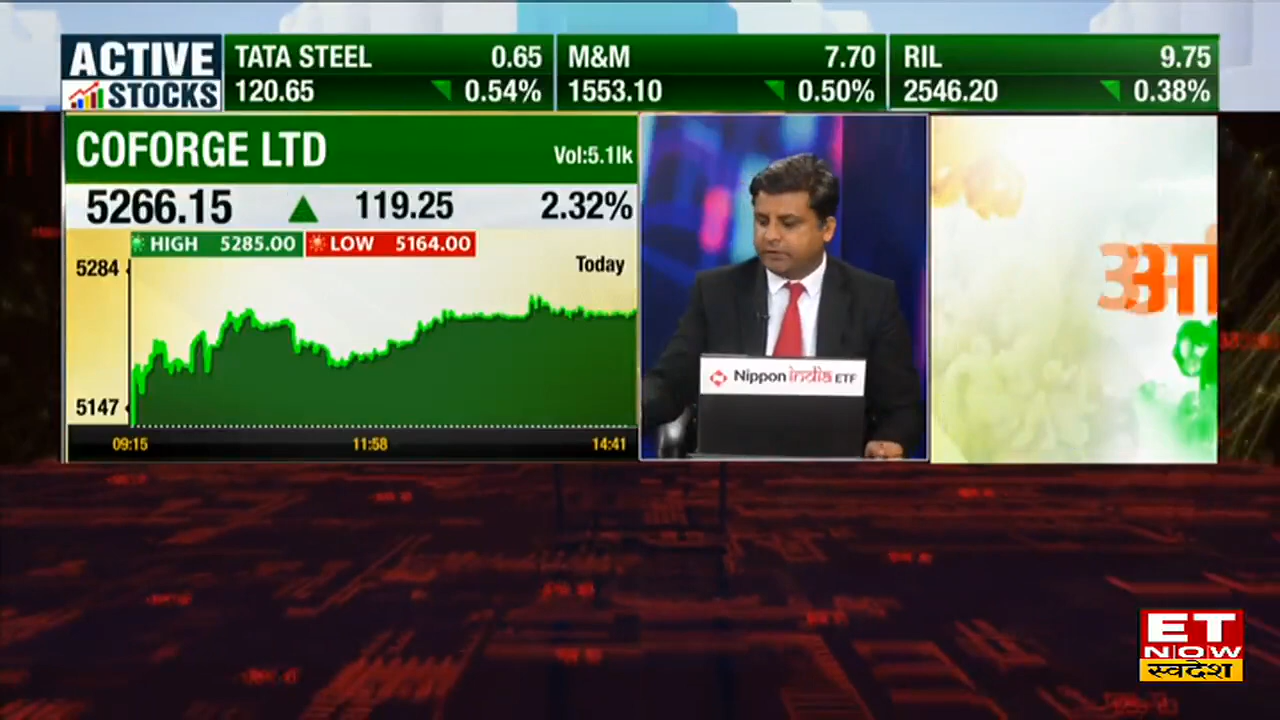 ACTIVE
STOCKS
TATA STEEL 0.65
120.65 0.54%
M&M 7.70
1553.10 0.50%
RIL 9.75
2546.20 0.38%
COFORGE LTD
Vol:5.1lk
5266.15 119.25 2.32%
HIGH 5285.00 LOW 5164.00
Today
5284
5147
09:15 11:58 14:41
Nippon india ETF
ET
NOW
स्वदेश